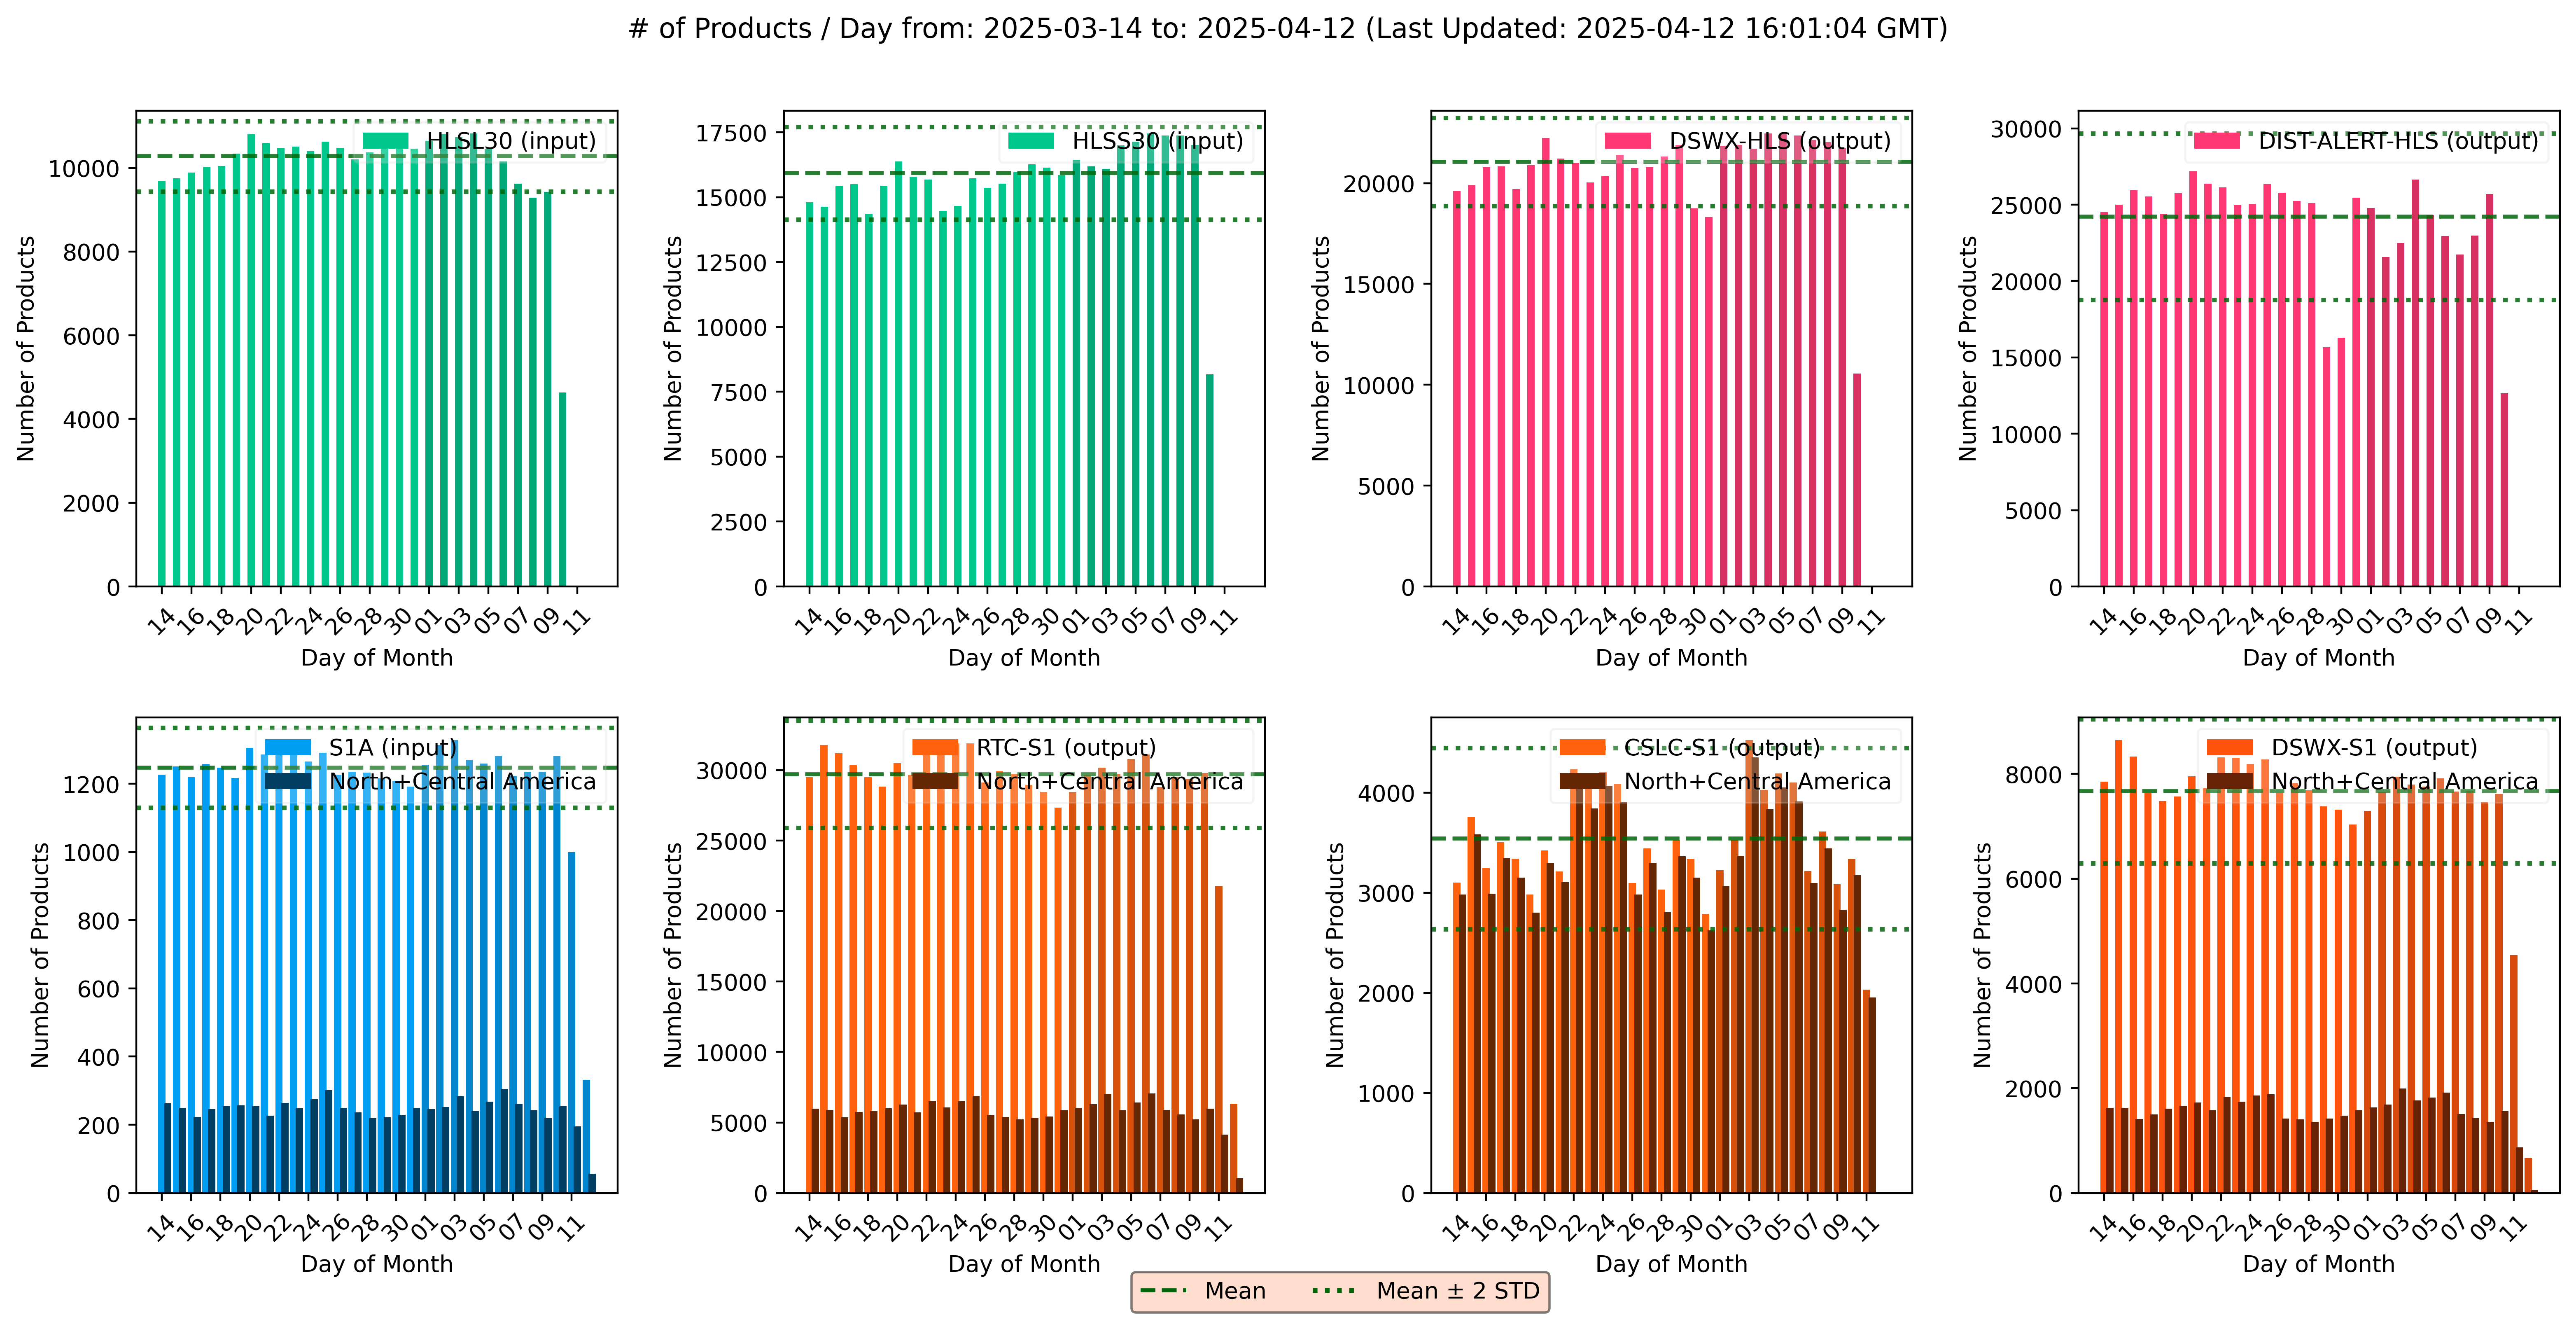 # of Products / Day from: 2025-03-14 to: 2025-04-12 (Last Updated: 2025-04-12 16:01:04 GMT)
HLSL30 (input)
Number of Products
10000
8000
6000
4000
2000
0
14 16 18 20 22 24 26 28 30 01 03 05 07 09 11
Day of Month
HLSS30 (input)
Number of Products
17500
15000
12500
10000
7500
5000
2500
0
14 16 18 20 22 24 26 28 30 01 03 05 07 09 11
Day of Month
DSWX-HLS (output)
Number of Products
20000
15000
10000
5000
0
14 16 18 20 22 24 26 28 30 01 03 05 07 09 11
Day of Month
DIST-ALERT-HLS (output)
Number of Products
30000
25000
20000
15000
10000
5000
0
14 16 18 20 22 24 26 28 30 01 03 05 07 09 11
Day of Month
S1A (input)
North+Central America
Number of Products
1200
1000
800
600
400
200
0
14 16 18 20 22 24 26 28 30 01 03 05 07 09 11
Day of Month
RTC-S1 (output)
North+Central America
Number of Products
30000
25000
20000
15000
10000
5000
0
14 16 18 20 22 24 26 28 30 01 03 05 07 09 11
Day of Month
CSLC-S1 (output)
North+Central America
Number of Products
4000
3000
2000
1000
0
14 16 18 20 22 24 26 28 30 01 03 05 07 09 11
Day of Month
DSWX-S1 (output)
North+Central America
Number of Products
8000
6000
4000
2000
0
14 16 18 20 22 24 26 28 30 01 03 05 07 09 11
Day of Month
Mean
Mean ± 2 STD